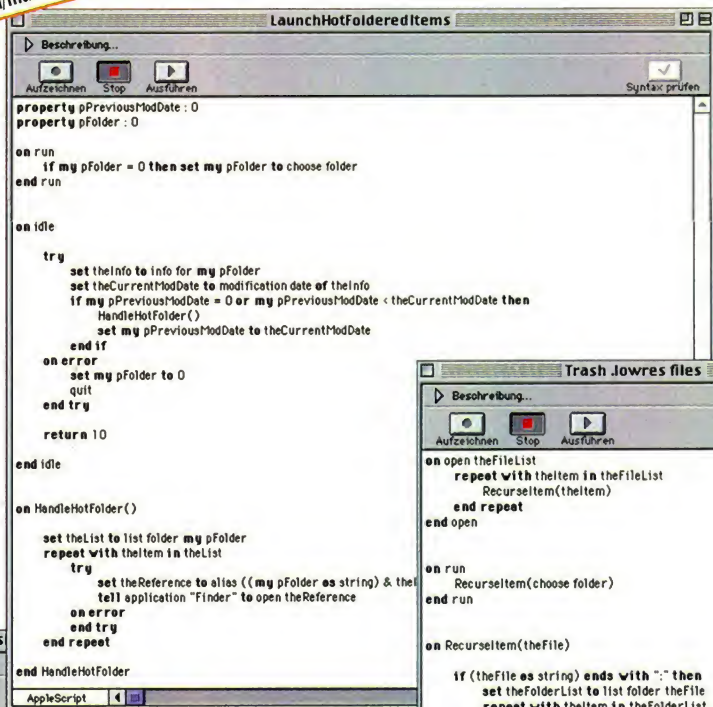 LaunchHotFolderedItems
Beschreibung...
Aufzeichnen Stop Ausführen Syntax prüfen
property pPreviousModDate : 0
property pFolder : 0
on run
if my pFolder = 0 then set my pFolder to choose folder
end run
on idle
try
set theInfo to info for my pFolder
set theCurrentModDate to modification date of theInfo
if my pPreviousModDate = 0 or my pPreviousModDate < theCurrentModDate then
HandleHotFolder()
set my pPreviousModDate to theCurrentModDate
end if
on error
set my pFolder to 0
quit
end try
return 10
end idle
on HandleHotFolder()
set theList to list folder my pFolder
repeat with theItem in theList
try
set theReference to alias ((my pFolder as string) &
tell application "Finder" to open theReference
on error
end try
end repeat
end HandleHotFolder
AppleScript
Trash .lowres files
Beschreibung...
Aufzeichnen Stop Ausführen
on open theFileList
repeat with theItem in theFileList
RecurseItem(theItem)
end repeat
end open
on run
RecurseItem(choose folder)
end run
on RecurseItem(theFile)
if (theFile as string) ends with ":" then
set theFolderList to list folder theFile
repeat with theItem in theFolderList